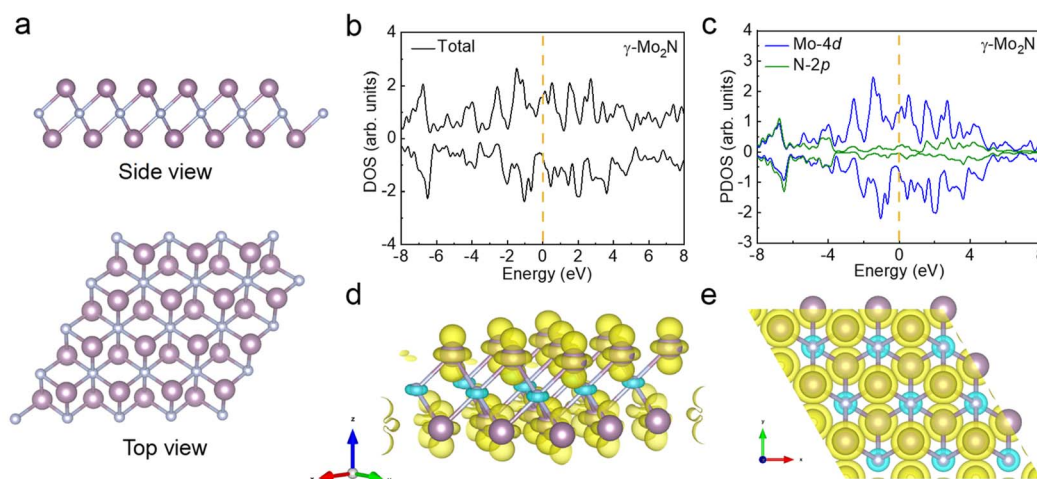 a
Side view
Top view
b
Total
γ-Mo₂N
DOS (arb. units)
4
2
0
-2
-4
-8 -6 -4 -2 0 2 4 6 8
Energy (eV)
c
Mo-4d
N-2p
γ-Mo₂N
PDOS (arb. units)
4
3
2
1
0
-1
-2
-3
-8 -4 0 4 8
Energy (eV)
d
z
e
y
x